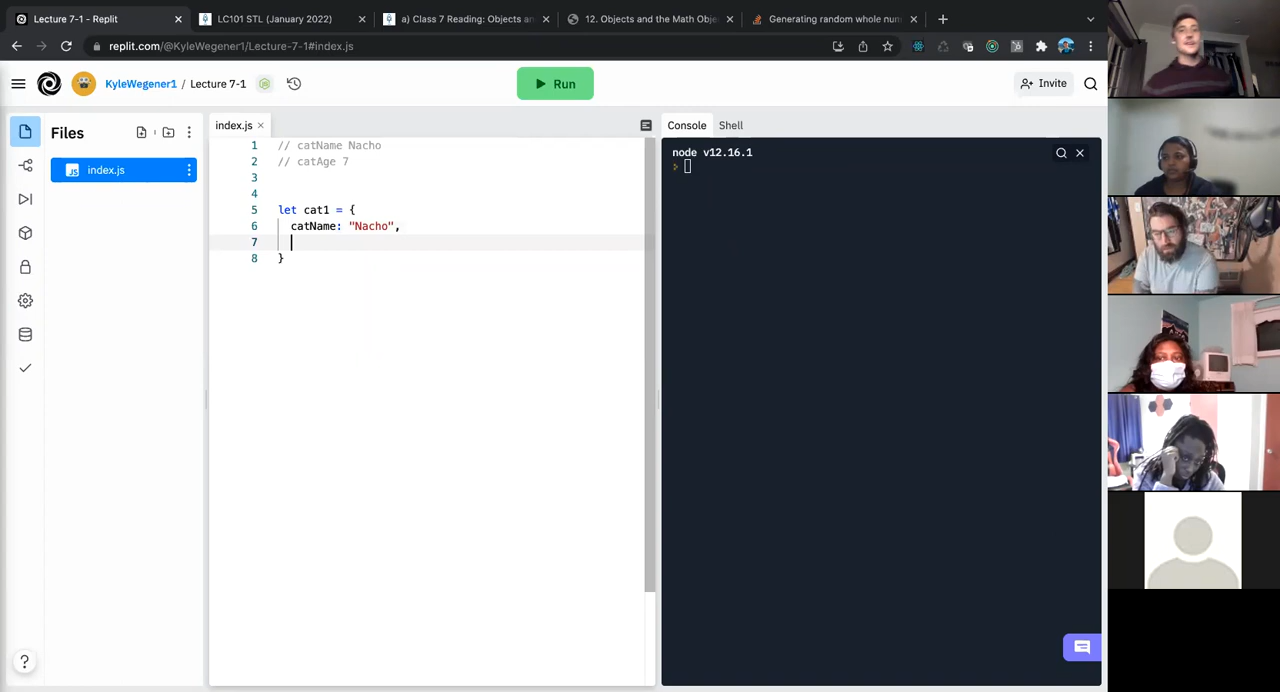 Lecture 7-1 - Replit
LC101 STL (January 2022)
a) Class 7 Reading: Objects an
12. Objects and the Math Obje
Generating random whole num
replit.com/@KyleWegener1/Lecture-7-1#index.js
KyleWegener1 / Lecture 7-1
Run
Invite
Files
index.js
index.js
Console
Shell
1 // catName Nacho
2 // catAge 7
3
4
5 let cat1 = {
6 catName: "Nacho",
7
8 }
node v12.16.1